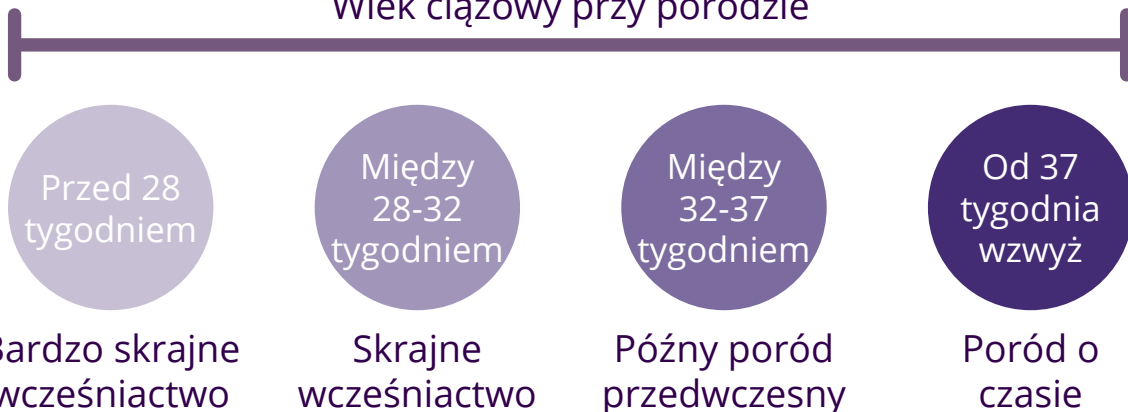 Wiek ciążowy przy porodzie
Przed 28
tygodniem
Między
28-32
tygodniem
Między
32-37
tygodniem
Od 37
tygodnia
wzwyż
Bardzo skrajne
wcześniactwo
Skrajne
wcześniactwo
Późny poród
przedwczesny
Poród o
czasie